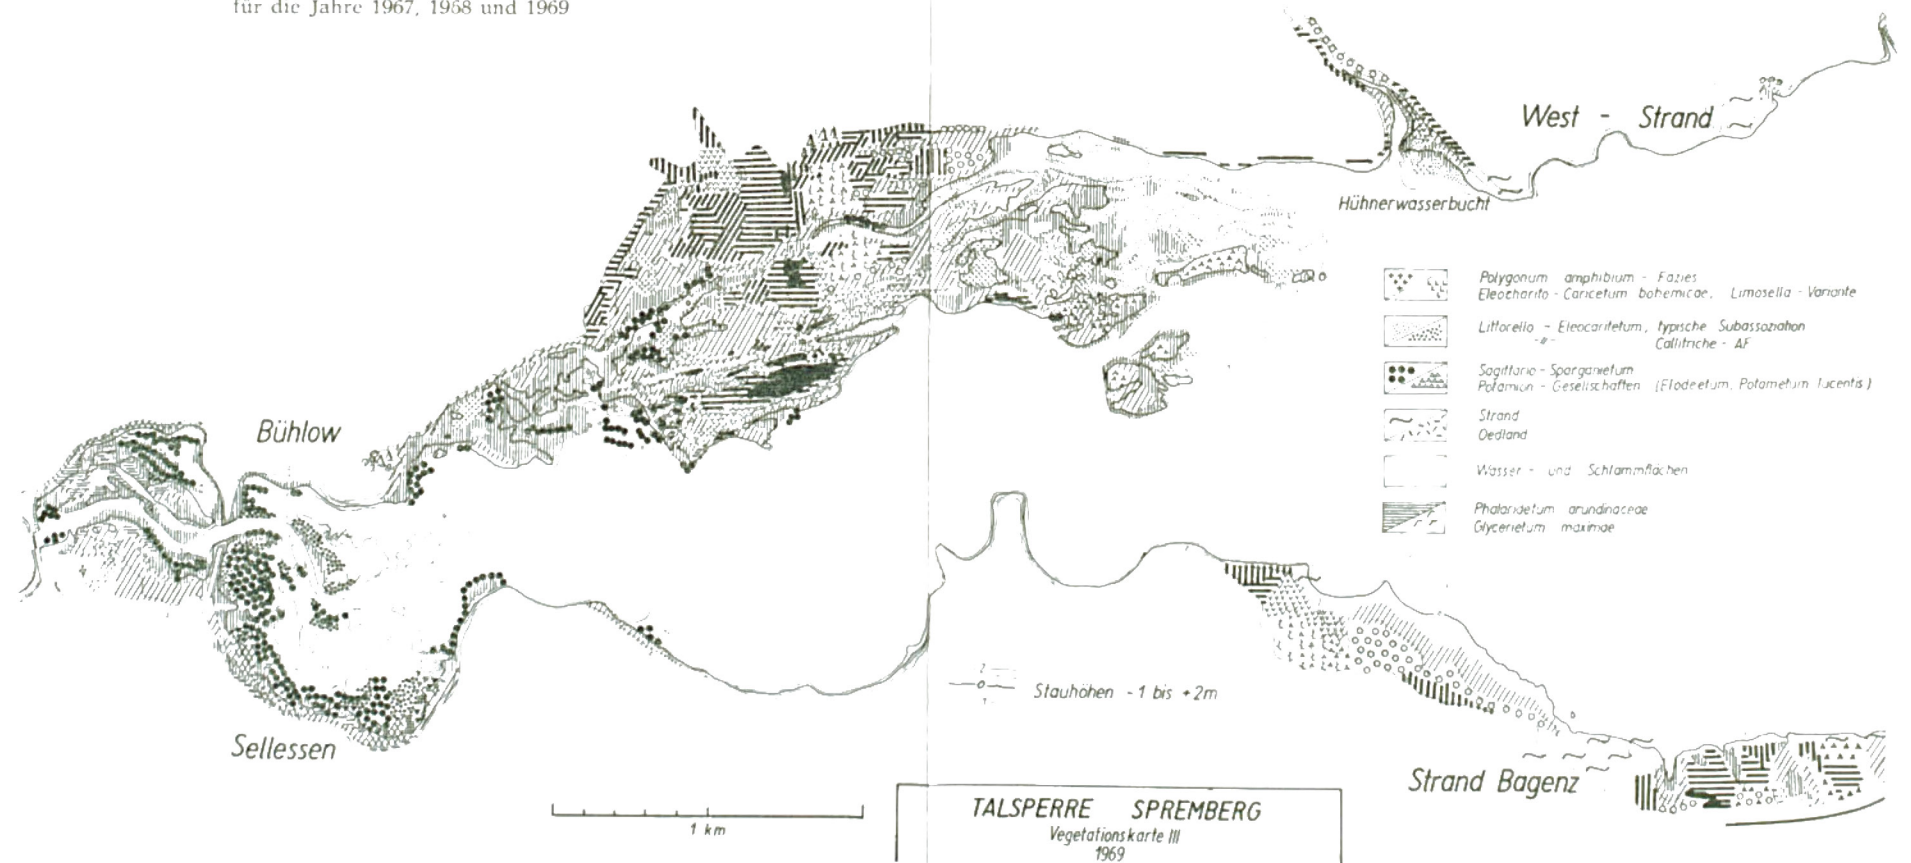 für die Jahre 1967, 1968 und 1969
West - Strand
Hühnerwasserbucht
Polygonum amphibium - Fazies
Eleocharito - Caricetum bohemicae, Limosella - Variante
Littorello - Eleocaritetum, typische Subassoziation
-"- Callitriche - AF
Sagittario - Sparganietum
Potamion - Gesellschaften (Elodeetum, Potametum lucentis)
Strand
Oedland
Wasser - und Schlammflächen
Phalaridetum arundinaceae
Glycerietum maximae
Bühlow
Stauhöhen - 1 bis + 2m
Sellessen
Strand Bagenz
1 km
TALSPERRE SPREMBERG
Vegetationskarte III
1969